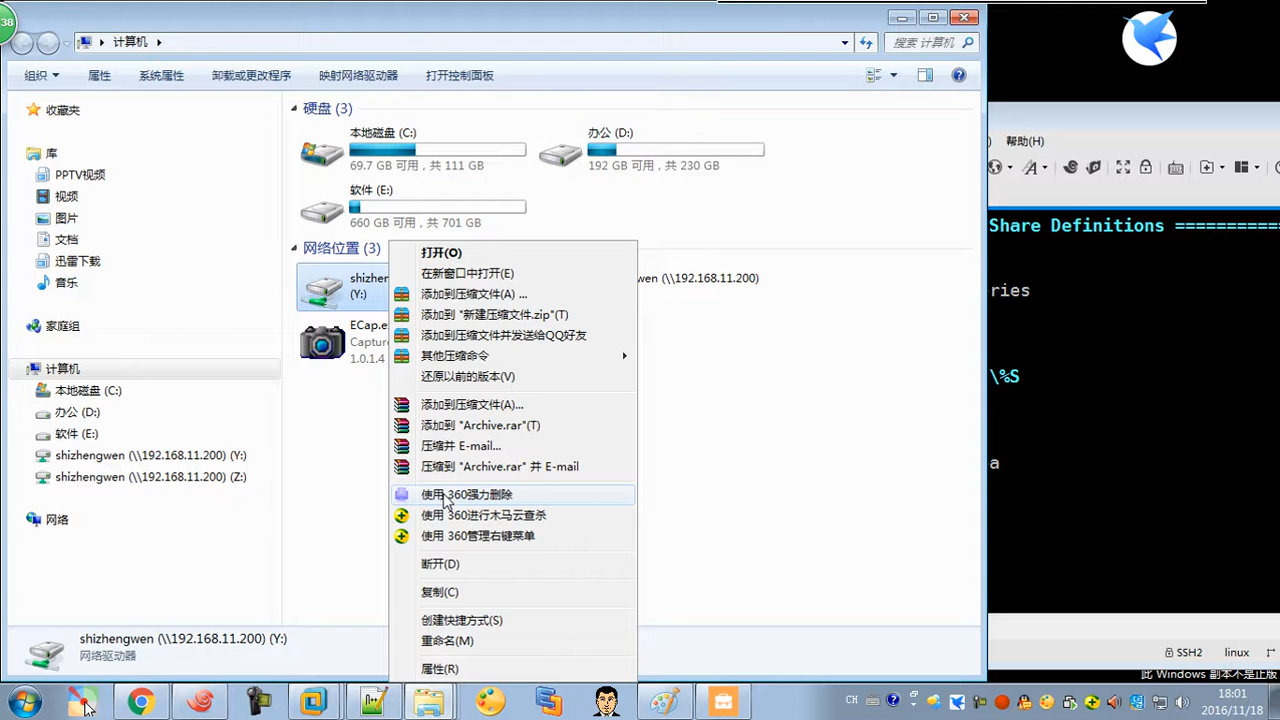 38
计算机
搜索 计算机
组织
属性
系统属性
卸载或更改程序
映射网络驱动器
打开控制面板
收藏夹
库
PPTV视频
视频
图片
文档
迅雷下载
音乐
家庭组
计算机
本地磁盘 (C:)
办公 (D:)
软件 (E:)
shizhengwen (\\192.168.11.200) (Y:)
shizhengwen (\\192.168.11.200) (Z:)
网络
硬盘 (3)
本地磁盘 (C:)
69.7 GB 可用，共 111 GB
办公 (D:)
192 GB 可用，共 230 GB
软件 (E:)
660 GB 可用，共 701 GB
网络位置 (3)
shizhen
(Y:)
wen (\\192.168.11.200)
ECap.e
Capture
1.0.1.4
打开(O)
在新窗口中打开(E)
添加到压缩文件(A) ...
添加到 "新建压缩文件.zip"(T)
添加到压缩文件并发送给QQ好友
其他压缩命令
还原以前的版本(V)
添加到压缩文件(A)...
添加到 "Archive.rar"(T)
压缩并 E-mail...
压缩到 "Archive.rar" 并 E-mail
使用 360强力删除
使用 360进行木马云查杀
使用 360管理右键菜单
断开(D)
复制(C)
创建快捷方式(S)
重命名(M)
属性(R)
shizhengwen (\\192.168.11.200) (Y:)
网络驱动器
帮助(H)
Share Definitions ==========
ries
\%S
a
SSH2
linux
此 Windows 副本不是正版
CH
18:01
2016/11/18